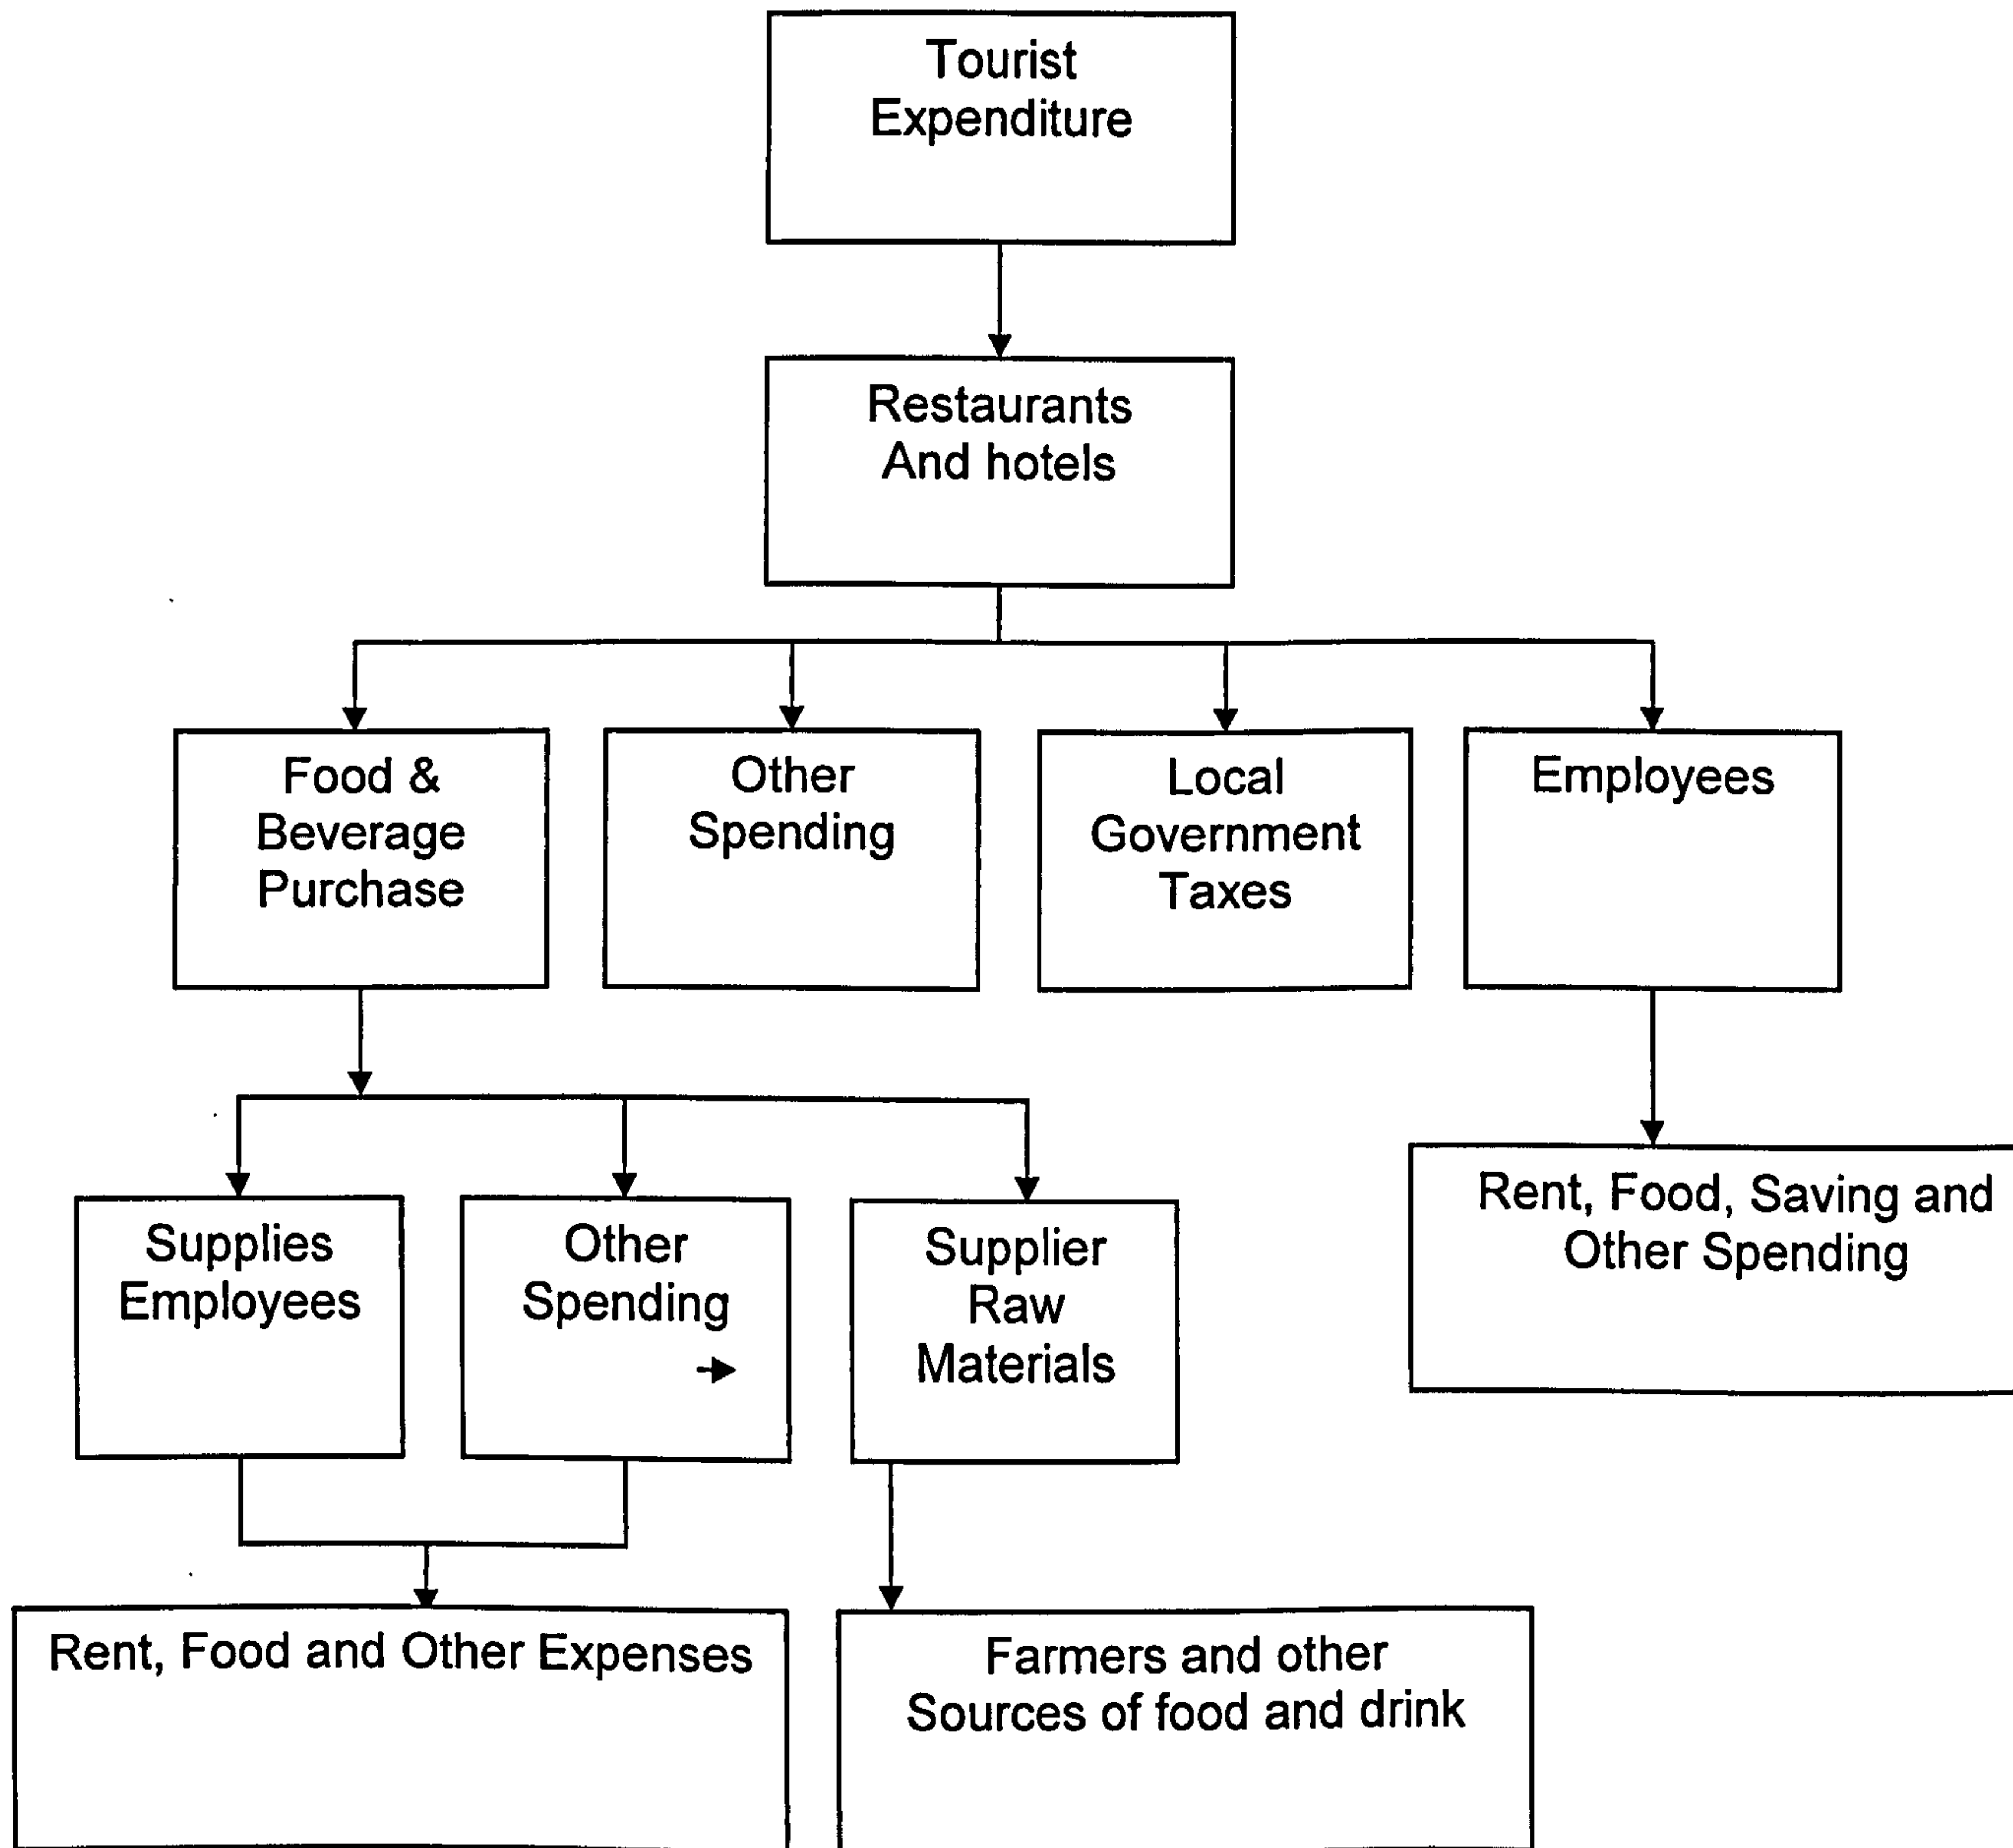 Tourist
Expenditure
Restaurants
And hotels
Food &
Beverage
Purchase
Other
Spending
Local
Government
Taxes
Employees
Supplies
Employees
Other
Spending
Supplier
Raw
Materials
Rent, Food, Saving and
Other Spending
Rent, Food and Other Expenses
Farmers and other
Sources of food and drink